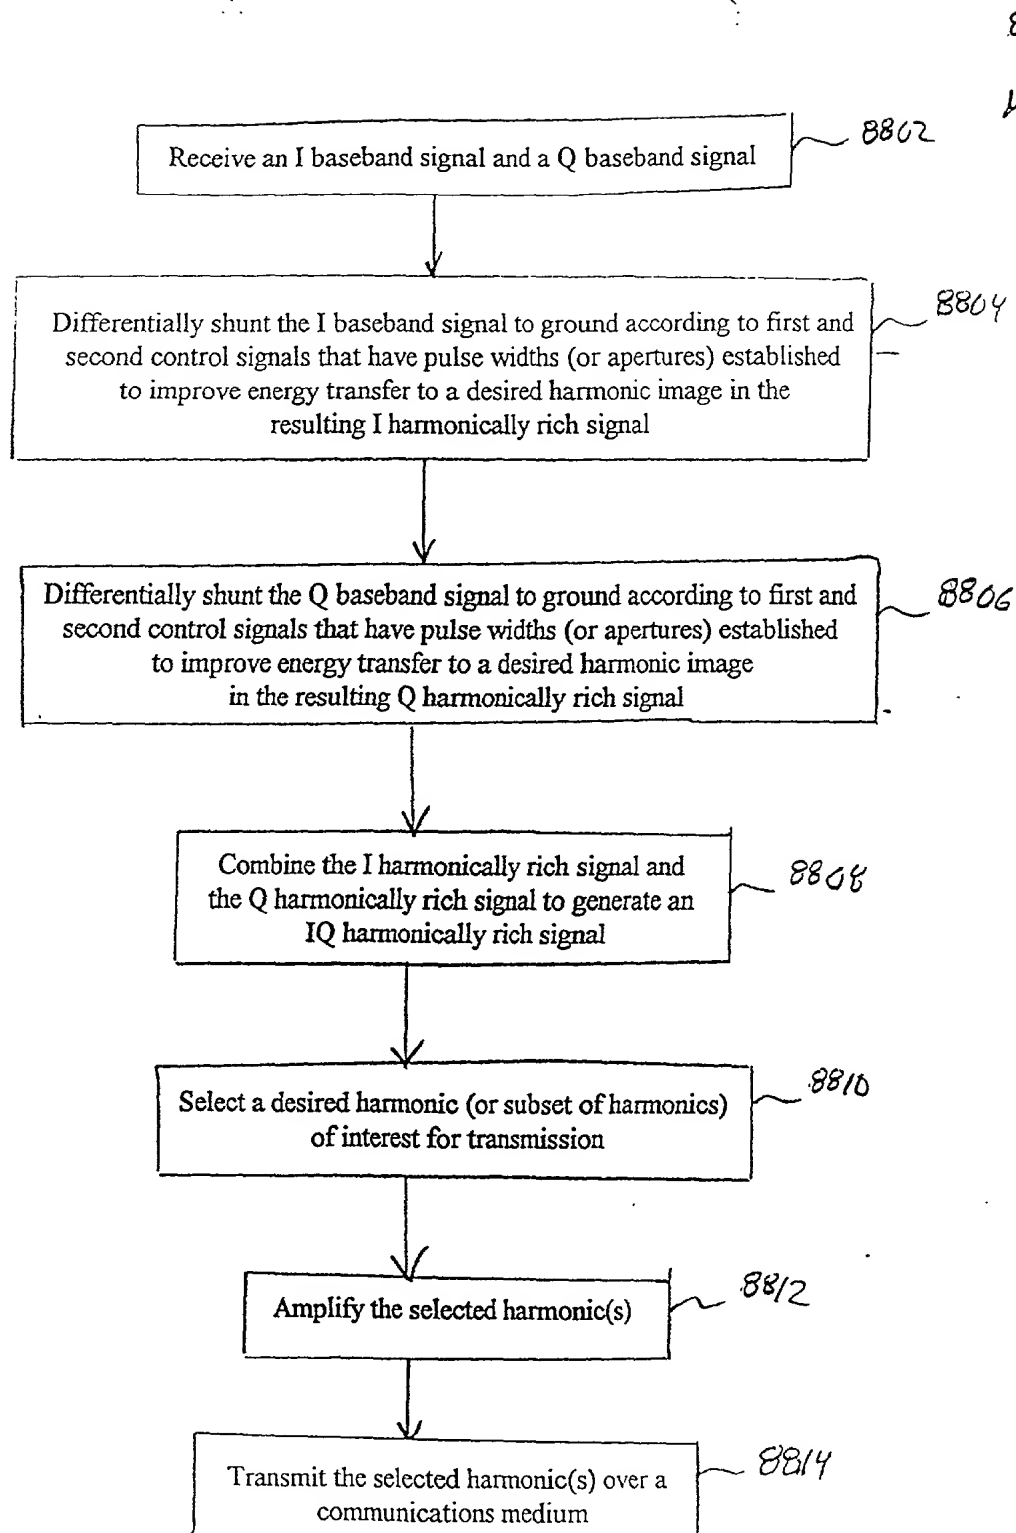 8802
Receive an I baseband signal and a Q baseband signal
8804
Differentially shunt the I baseband signal to ground according to first and
second control signals that have pulse widths (or apertures) established
to improve energy transfer to a desired harmonic image in the
resulting I harmonically rich signal
8806
Differentially shunt the Q baseband signal to ground according to first and
second control signals that have pulse widths (or apertures) established
to improve energy transfer to a desired harmonic image
in the resulting Q harmonically rich signal
8808
Combine the I harmonically rich signal and
the Q harmonically rich signal to generate an
IQ harmonically rich signal
8810
Select a desired harmonic (or subset of harmonics)
of interest for transmission
8812
Amplify the selected harmonic(s)
8814
Transmit the selected harmonic(s) over a
communications medium